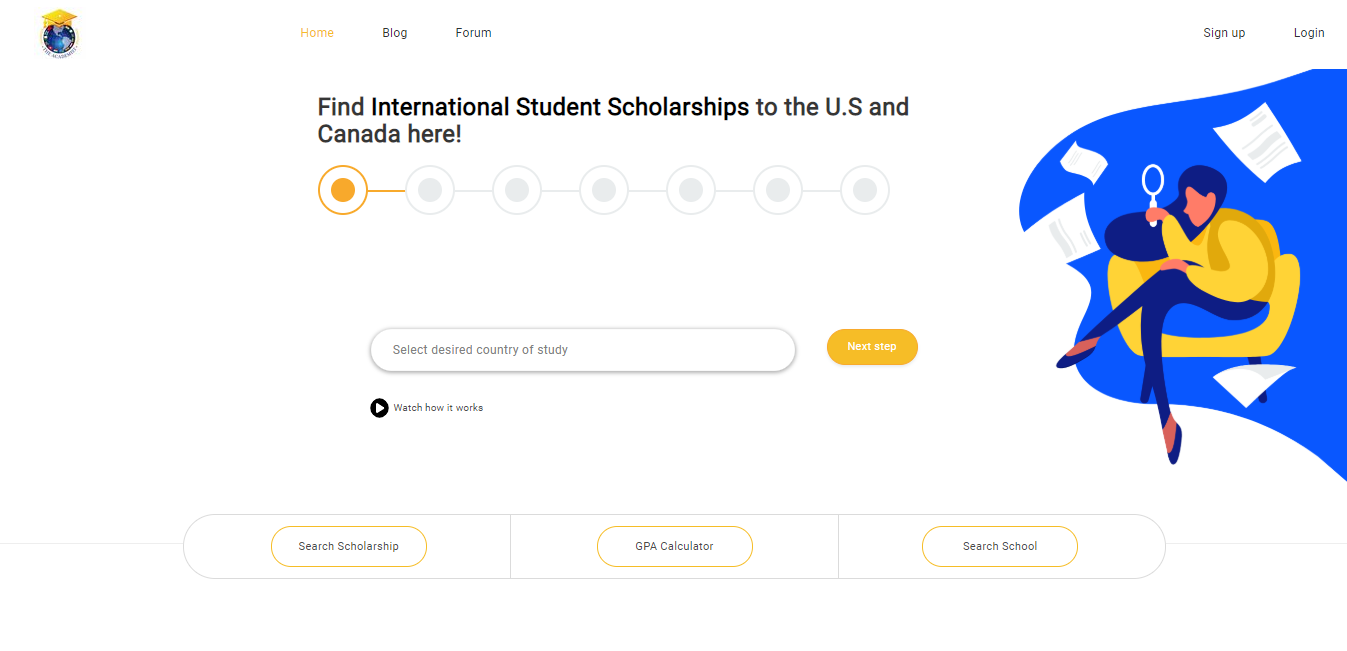 Home
Blog
Forum
Sign up
Login
Find International Student Scholarships to the U.S and
Canada here!
Select desired country of study
Next step
Watch how it works
Search Scholarship
GPA Calculator
Search School